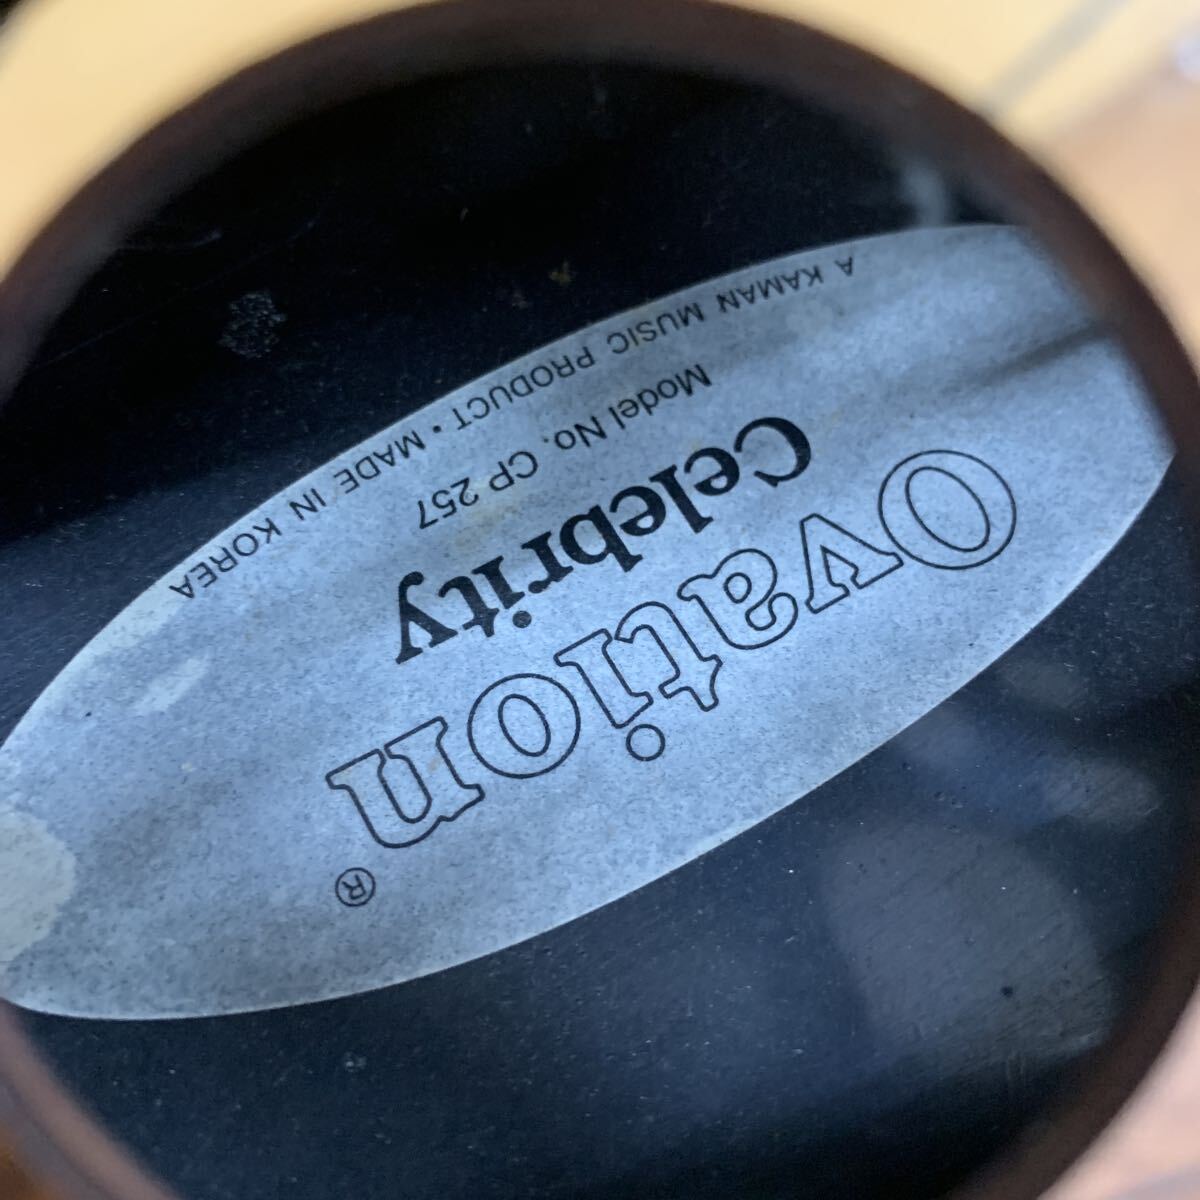 Ovation®
Celebrity
Model No. CP 257
A KAMAN MUSIC PRODUCT • MADE IN KOREA